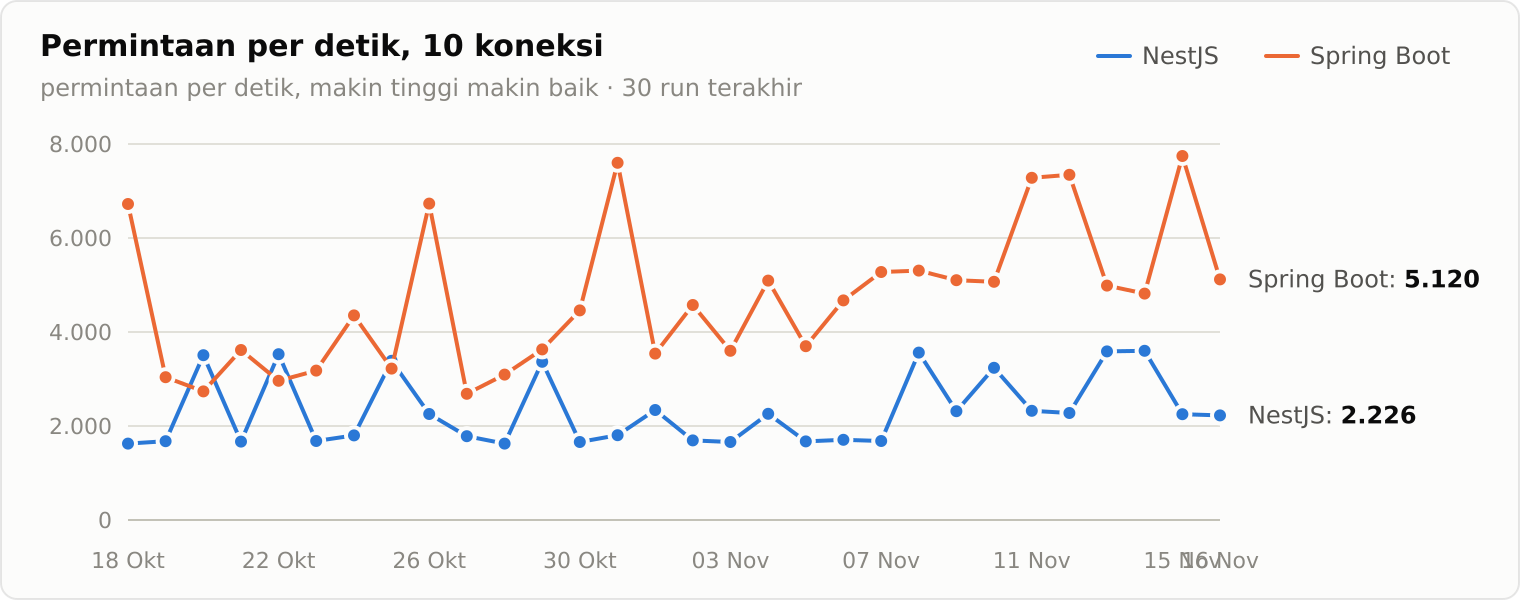 Permintaan per detik, 10 koneksi
permintaan per detik, makin tinggi makin baik · 30 run terakhir
NestJS
Spring Boot
8.000
6.000
4.000
2.000
0
Spring Boot: 5.120
NestJS: 2.226
18 Okt
22 Okt
26 Okt
30 Okt
03 Nov
07 Nov
11 Nov
15 Nov
16 Nov